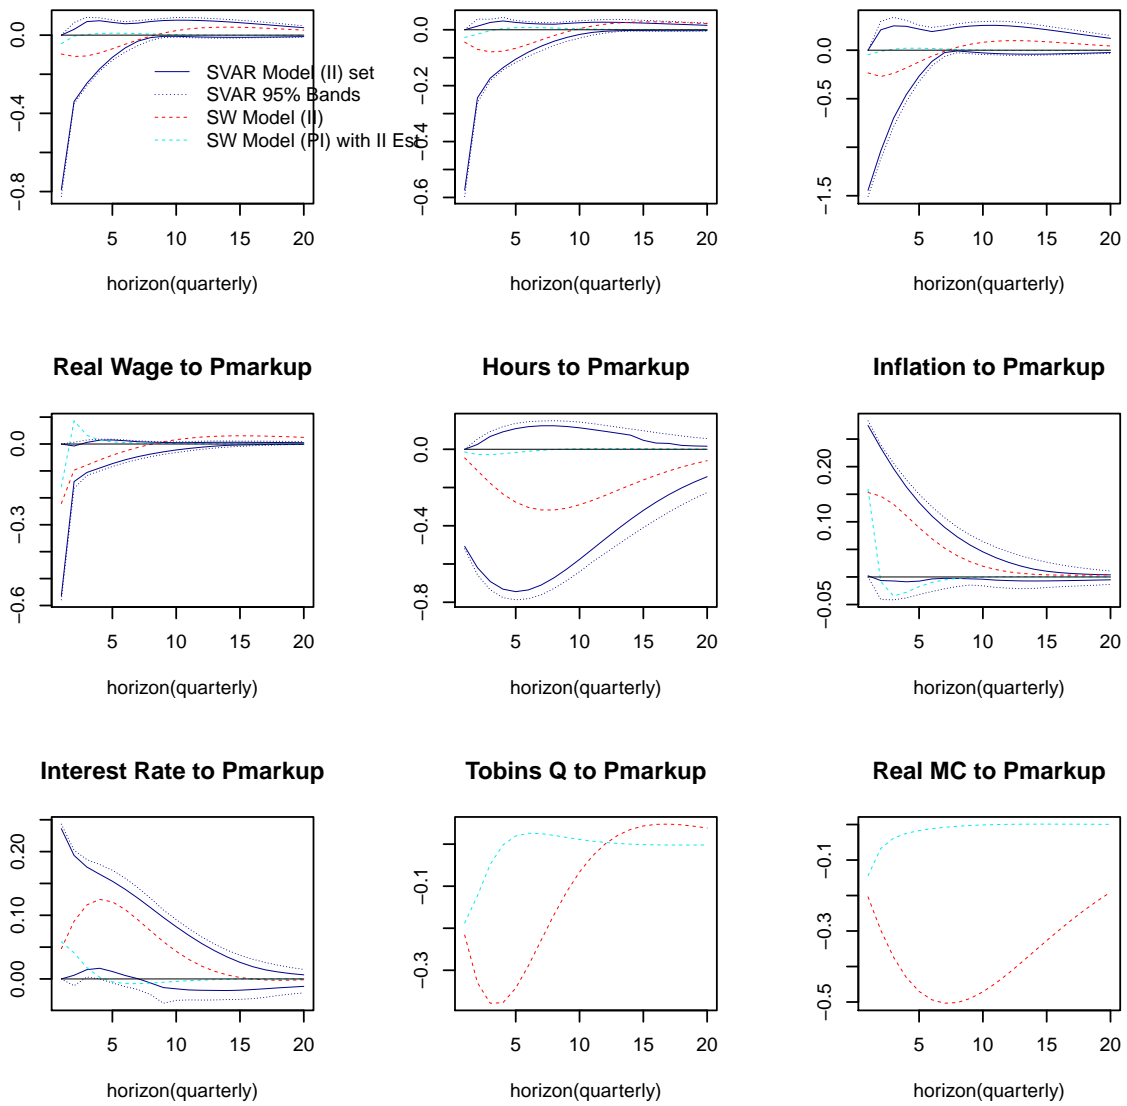 0.0
−0.4
−0.8
SVAR Model (II) set
SVAR 95% Bands
SW Model (II)
SW Model (PI) with II Est
5 10 15 20
horizon(quarterly)
0.0
−0.2
−0.4
−0.6
5 10 15 20
horizon(quarterly)
0.0
−0.5
−1.5
5 10 15 20
horizon(quarterly)
Real Wage to Pmarkup
0.0
−0.3
−0.6
5 10 15 20
horizon(quarterly)
Hours to Pmarkup
0.0
−0.4
−0.8
5 10 15 20
horizon(quarterly)
Inflation to Pmarkup
0.20
0.10
−0.05
5 10 15 20
horizon(quarterly)
Interest Rate to Pmarkup
0.20
0.10
0.00
5 10 15 20
horizon(quarterly)
Tobins Q to Pmarkup
−0.1
−0.3
5 10 15 20
horizon(quarterly)
Real MC to Pmarkup
−0.1
−0.3
−0.5
5 10 15 20
horizon(quarterly)